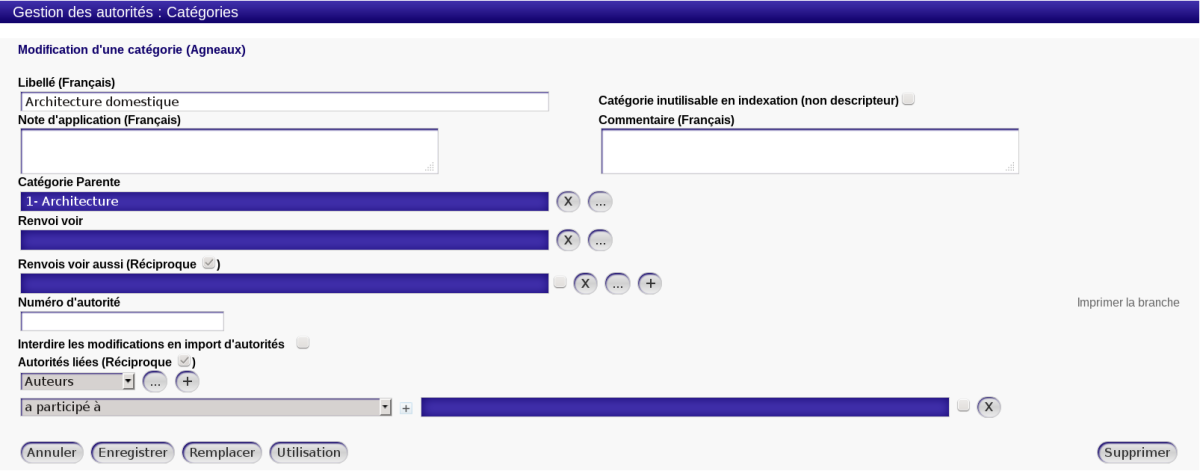 Gestion des autorités : Catégories
Modification d'une catégorie (Agneaux)
Libellé (Français)
Architecture domestique
Catégorie inutilisable en indexation (non descripteur)
Note d'application (Français)
Commentaire (Français)
Catégorie Parente
1- Architecture X ...
Renvoi voir
X ...
Renvois voir aussi (Réciproque )
X ... +
Numéro d'autorité
Imprimer la branche
Interdire les modifications en import d'autorités
Autorités liées (Réciproque )
Auteurs ... +
a participé à + X
Annuler Enregistrer Remplacer Utilisation Supprimer